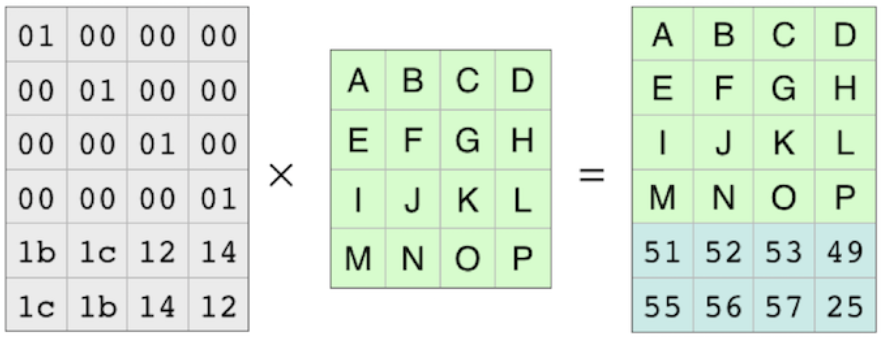 01 00 00 00
00 01 00 00
00 00 01 00
00 00 00 01
1b 1c 12 14
1c 1b 14 12
×
A B C D
E F G H
I J K L
M N O P
=
A B C D
E F G H
I J K L
M N O P
51 52 53 49
55 56 57 25